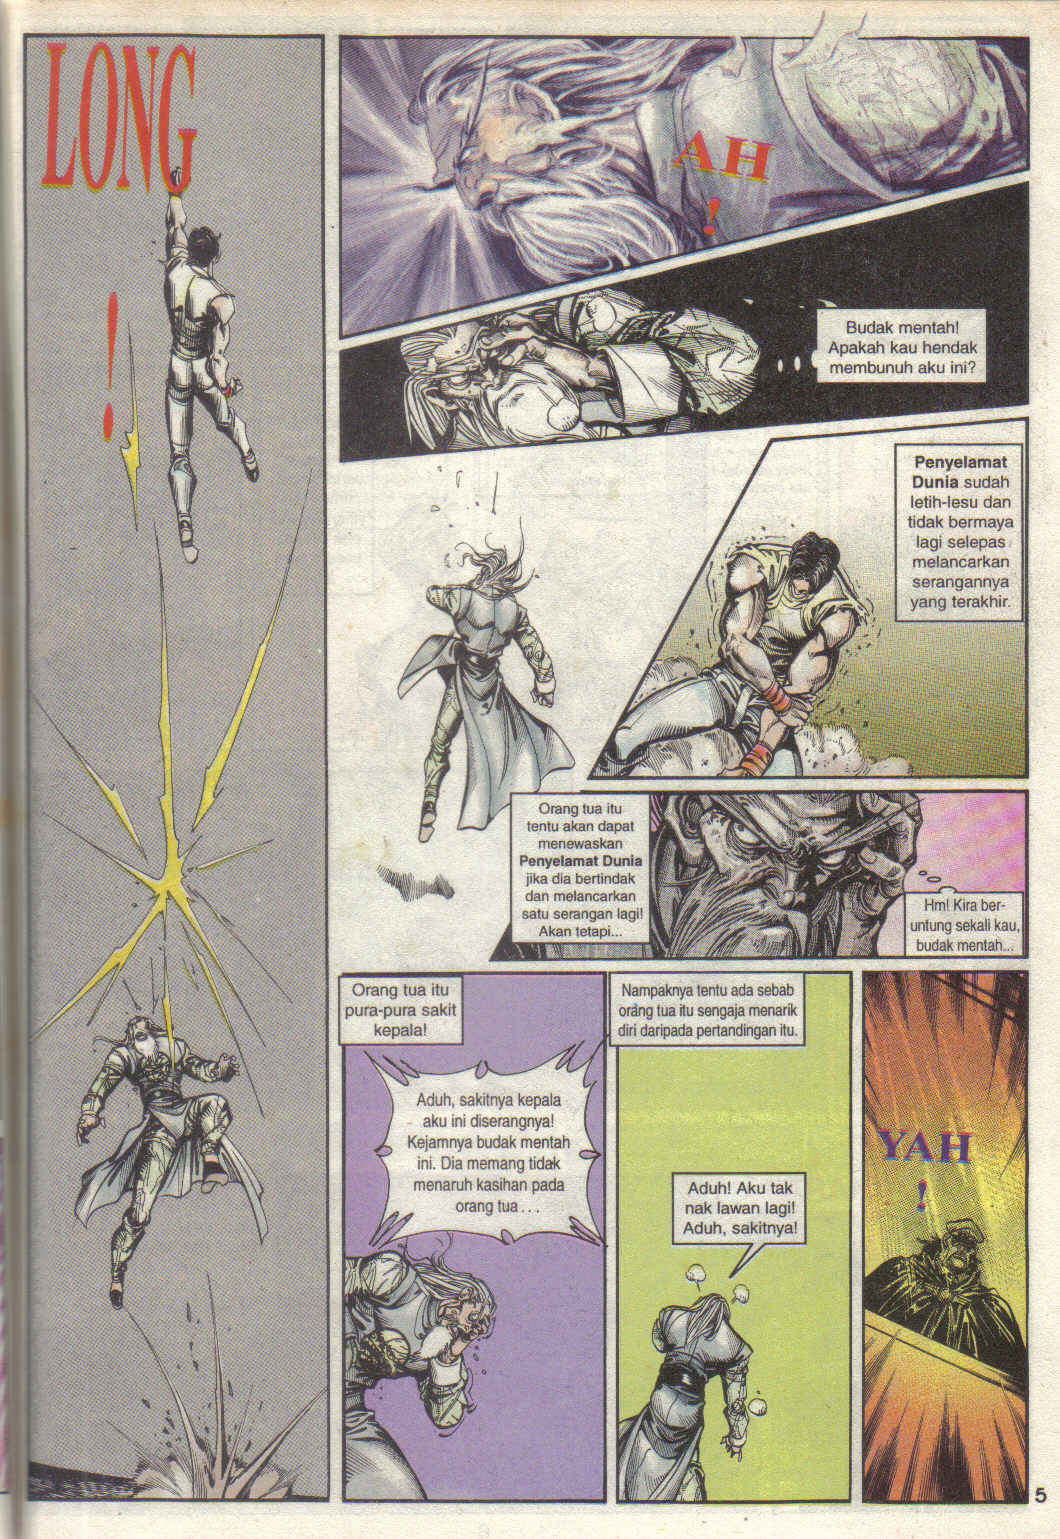 LONG
!
AH
!
Budak mentah!
Apakah kau hendak
membunuh aku ini?
Penyelamat
Dunia sudah
letih-lesu dan
tidak bermaya
lagi selepas
melancarkan
serangannya
yang terakhir.
Orang tua itu
tentu akan dapat
menewaskan
Penyelamat Dunia
jika dia bertindak
dan melancarkan
satu serangan lagi!
Akan tetapi...
Hm! Kira ber-
untung sekali kau,
budak mentah...
Orang tua itu
pura-pura sakit
kepala!
Aduh, sakitnya kepala
aku ini diserangnya!
Kejamnya budak mentah
ini. Dia memang tidak
menaruh kasihan pada
orang tua...
Nampaknya tentu ada sebab
orang tua itu sengaja menarik
diri daripada pertandingan itu.
Aduh! Aku tak
nak lawan lagi!
Aduh, sakitnya!
YAH
!
5